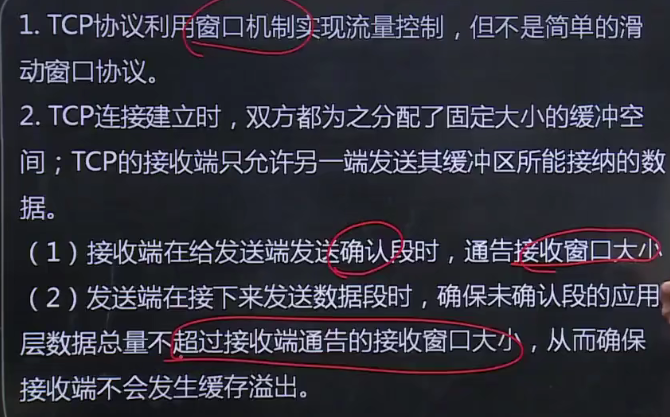 1. TCP协议利用窗口机制实现流量控制，但不是简单的滑
动窗口协议。
2. TCP连接建立时，双方都为之分配了固定大小的缓冲空
间；TCP的接收端只允许另一端发送其缓冲区所能接纳的数
据。
（1）接收端在给发送端发送确认段时，通告接收窗口大小
（2）发送端在接下来发送数据段时，确保未确认段的应用
层数据总量不超过接收端通告的接收窗口大小，从而确保
接收端不会发生缓存溢出。